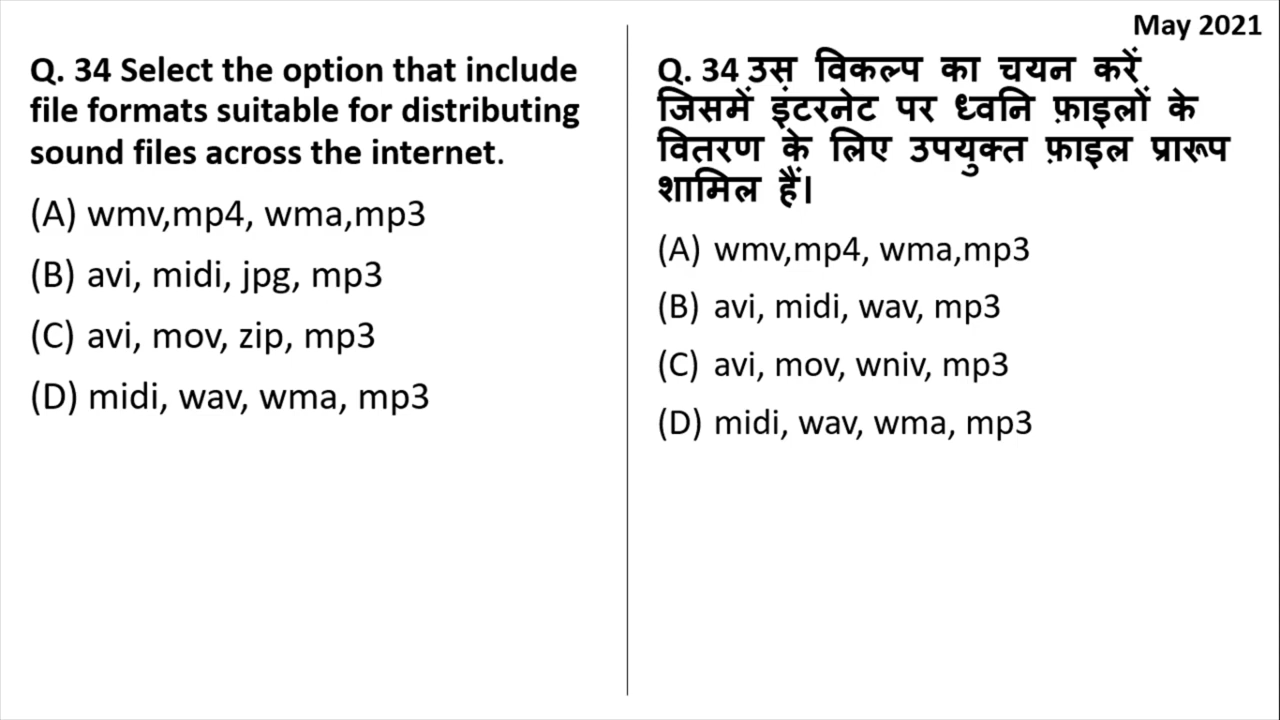 May 2021
Q. 34 Select the option that include
file formats suitable for distributing
sound files across the internet.
(A) wmv,mp4, wma,mp3
(B) avi, midi, jpg, mp3
(C) avi, mov, zip, mp3
(D) midi, wav, wma, mp3
Q. 34 उस़ विकल्प का चयन करें
जिसमें इंटरनेट पर ध्वनि फ़ाइलों के
वितरण के लिए उपयुक्त फ़ाइल प्रारूप
शामिल हैं।
(A) wmv,mp4, wma,mp3
(B) avi, midi, wav, mp3
(C) avi, mov, wniv, mp3
(D) midi, wav, wma, mp3